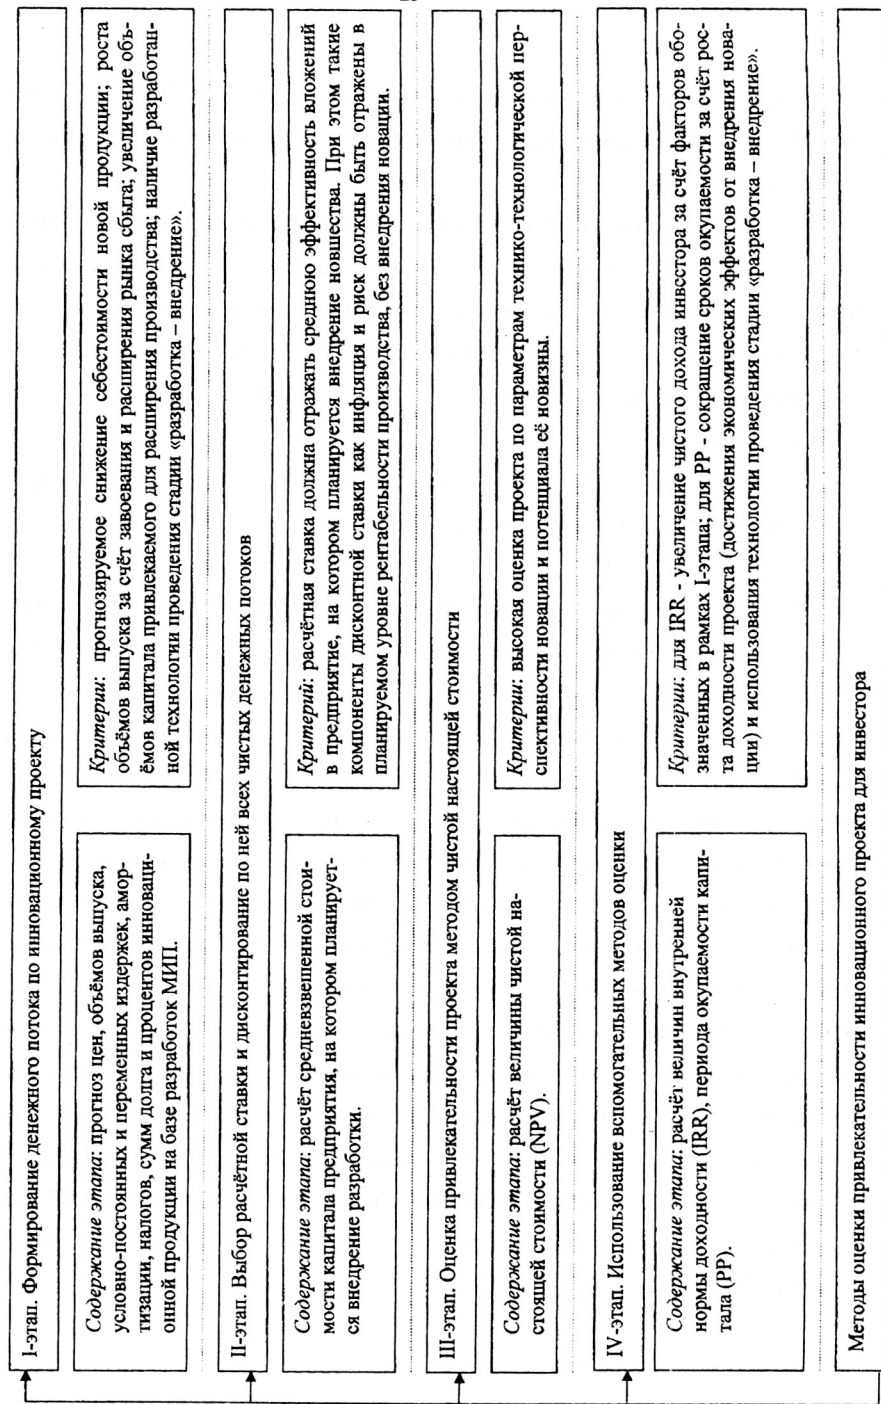 I-этап. Формирование денежного потока по инновационному проекту
Содержание этапа: прогноз цен, объёмов выпуска,
условно-постоянных и переменных издержек, амор-
тизации, налогов, сумм долга и процентов инноваци-
онной продукции на базе разработок МИП.
Критерии: прогнозируемое снижение себестоимости новой продукции; роста
объёмов выпуска за счёт завоевания и расширения рынка сбыта; увеличение объ-
ёмов капитала привлекаемого для расширения производства; наличие разработан-
ной технологии проведения стадии «разработка – внедрение».
II-этап. Выбор расчётной ставки и дисконтирование по ней всех чистых денежных потоков
Содержание этапа: расчёт средневзвешенной стои-
мости капитала предприятия, на котором планирует-
ся внедрение разработки.
Критерий: расчётная ставка должна отражать среднюю эффективность вложений
в предприятие, на котором планируется внедрение новшества. При этом такие
компоненты дисконтной ставки как инфляция и риск должны быть отражены в
планируемом уровне рентабельности производства, без внедрения новации.
III-этап. Оценка привлекательности проекта методом чистой настоящей стоимости
Содержание этапа: расчёт величины чистой на-
стоящей стоимости (NPV).
Критерии: высокая оценка проекта по параметрам технико-технологической пер-
спективности новации и потенциала её новизны.
IV-этап. Использование вспомогательных методов оценки
Содержание этапа: расчёт величин внутренней
нормы доходности (IRR), периода окупаемости капи-
тала (PP).
Критерии: для IRR - увеличение чистого дохода инвестора за счёт факторов обо-
значенных в рамках I-этапа; для PP - сокращение сроков окупаемости за счёт рос-
та доходности проекта (достижения экономических эффектов от внедрения нова-
ции) и использования технологии проведения стадии «разработка – внедрение».
Методы оценки привлекательности инновационного проекта для инвестора